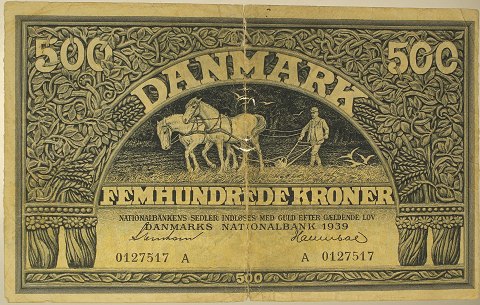 500 500
DANMARK
FEMHUNDREDE KRONER
NATIONALBANKENS SEDLER INDLØSES MED GULD EFTER GÆLDENDE LOV
DANMARKS NATIONALBANK 1939
0127517 A A 0127517
500